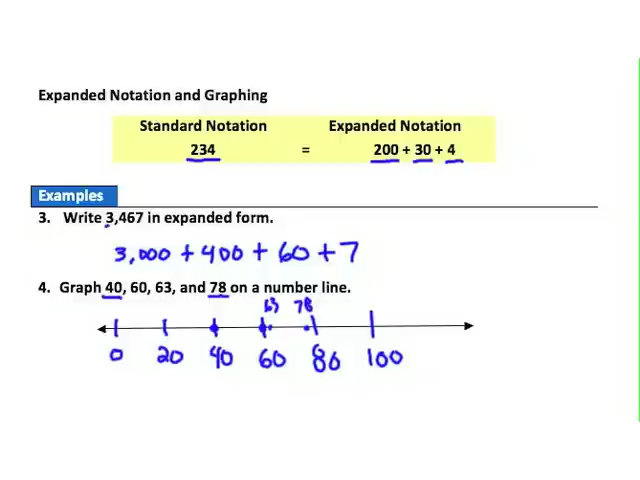 Expanded Notation and Graphing
Standard Notation Expanded Notation
234 = 200 + 30 + 4
Examples
3. Write 3,467 in expanded form.
3,000 + 400 + 60 + 7
4. Graph 40, 60, 63, and 78 on a number line.
63 78
0 20 40 60 80 100